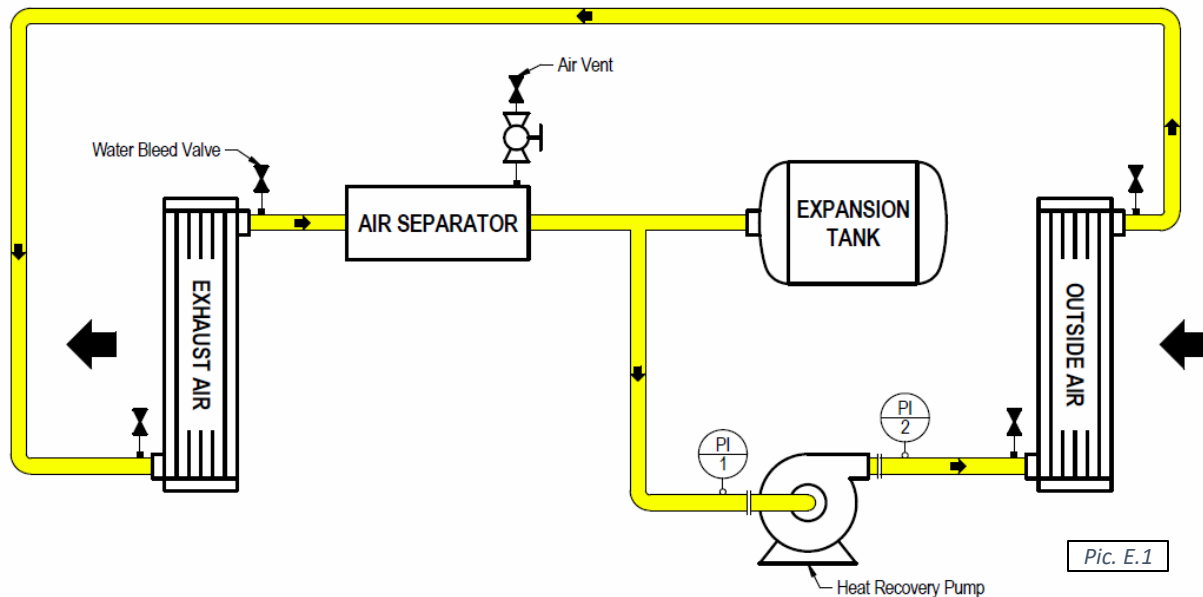 Air Vent
Water Bleed Valve
AIR SEPARATOR
EXPANSION
TANK
EXHAUST AIR
OUTSIDE AIR
PI
1
PI
2
Heat Recovery Pump
Pic. E.1